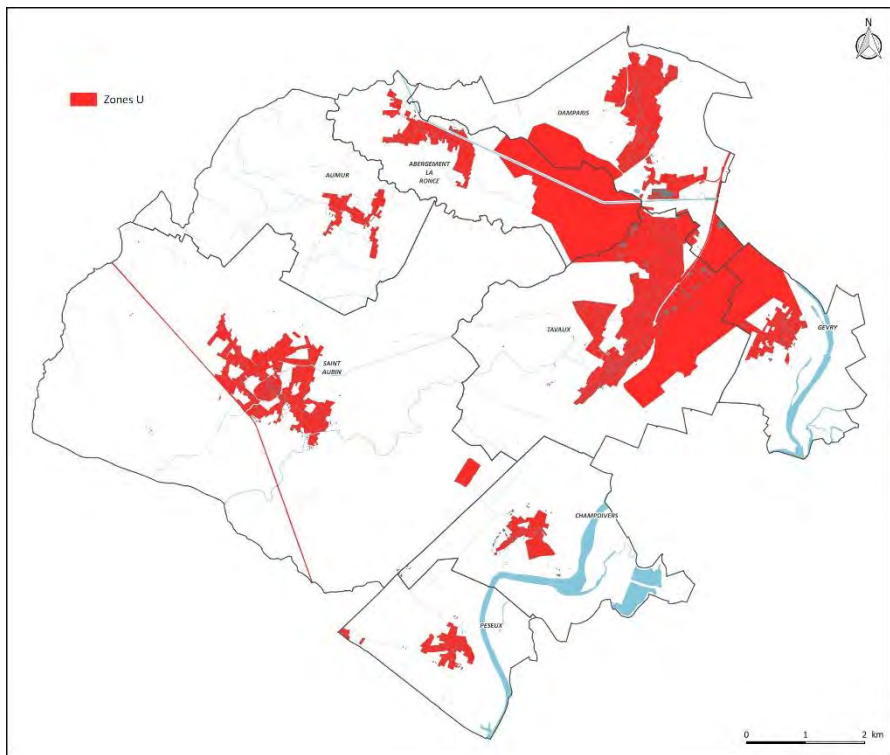 N
Zones U
DAMPARIS
ABERGEMENT
LA
RONCE
AUMUR
GEVRY
TAVAUX
SAINT
AUBIN
CHAMPDIVERS
PESEUX
0 1 2 km